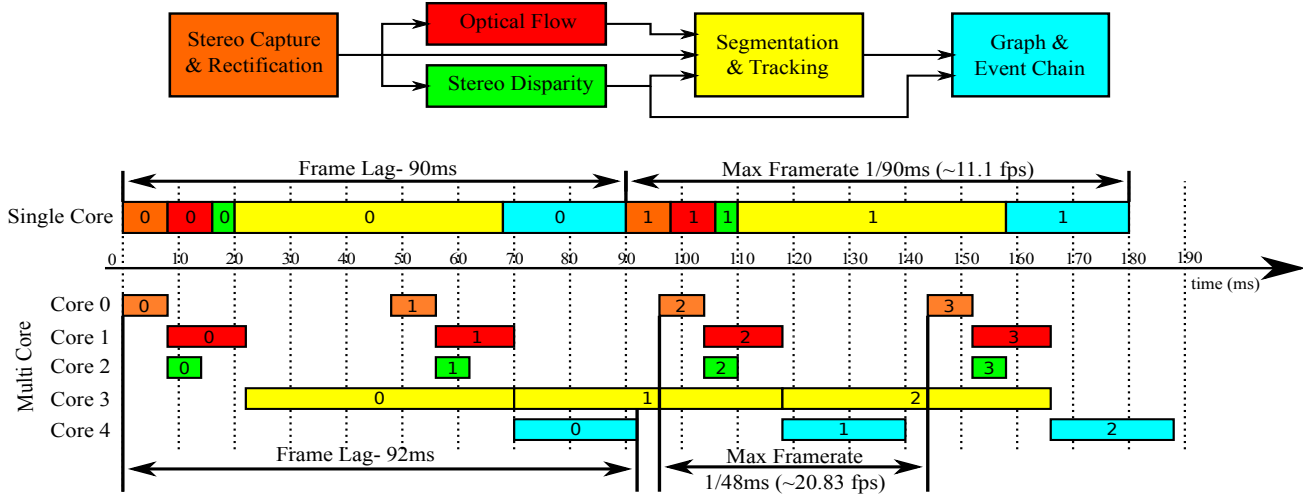 Stereo Capture
& Rectification
Optical Flow
Stereo Disparity
Segmentation
& Tracking
Graph &
Event Chain
Frame Lag- 90ms
Max Framerate 1/90ms (~11.1 fps)
Single Core
0 0 0 0 0 1 1 1 1 1
0 10 20 30 40 50 60 70 80 90 100 110 120 130 140 150 160 170 180 190
time (ms)
Multi Core
Core 0
0 1 2 3
Core 1
0 1 2 3
Core 2
0 1 2 3
Core 3
0 1 2
Core 4
0 1 2
Frame Lag- 92ms
Max Framerate
1/48ms (~20.83 fps)